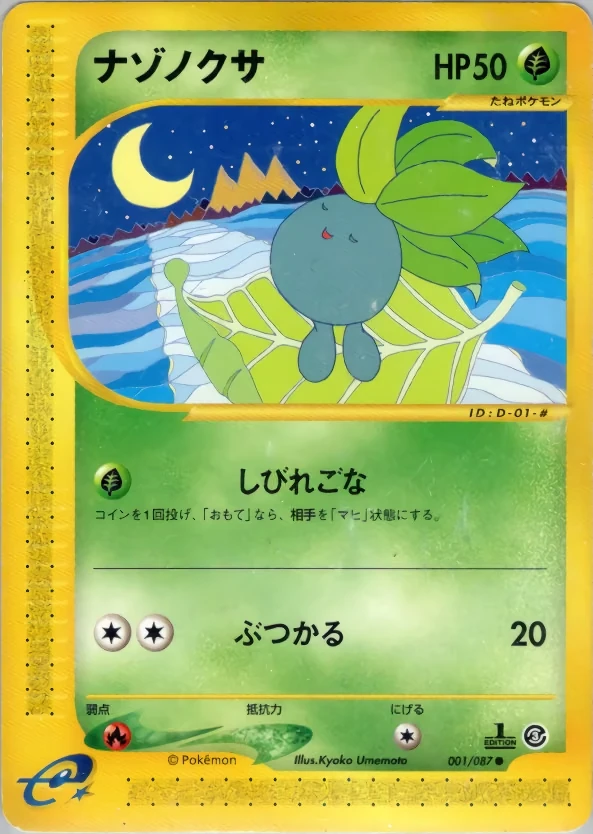 ナゾノクサ HP50
たねポケモン
ID:D-01-#
しびれごな
コインを1回投げ、「おもて」なら、相手を「マヒ」状態にする。
ぶつかる 20
弱点 抵抗力 にげる
1
EDITION
© Pokémon Illus.Kyoko Umemoto 001/087 ●
e